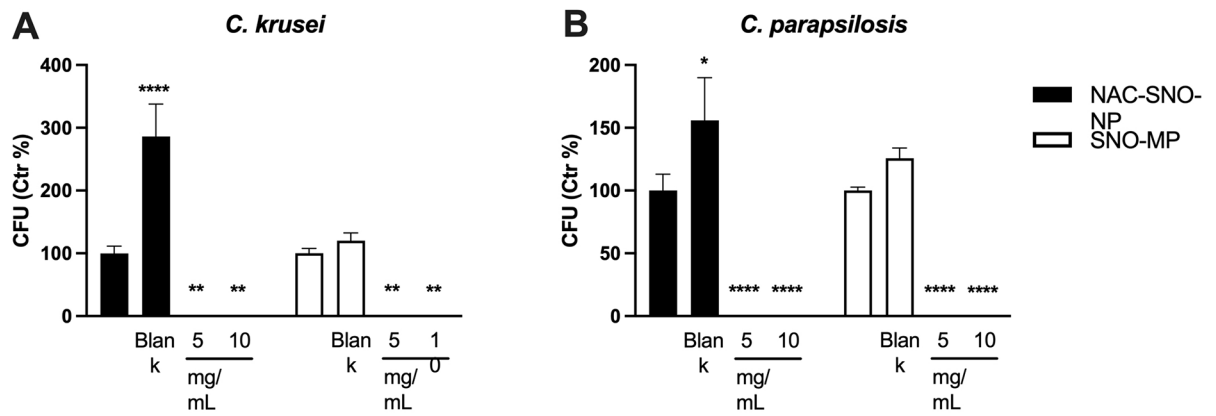 A
C. krusei
CFU (Ctr %)
400
300
200
100
0
****
** ** ** **
Blan
k
5 10
mg/
mL
Blan
k
5 1
0
mg/
mL
B
C. parapsilosis
CFU (Ctr %)
200
150
100
50
0
*
**** **** **** ****
Blan
k
5 10
mg/
mL
Blan
k
5 10
mg/
mL
NAC-SNO-
NP
SNO-MP